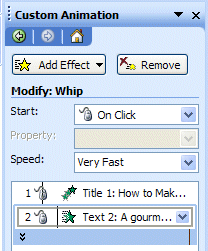 Custom Animation
Add Effect Remove
Modify: Whip
Start: On Click
Property:
Speed: Very Fast
1 Title 1: How to Mak...
2 Text 2: A gourm...